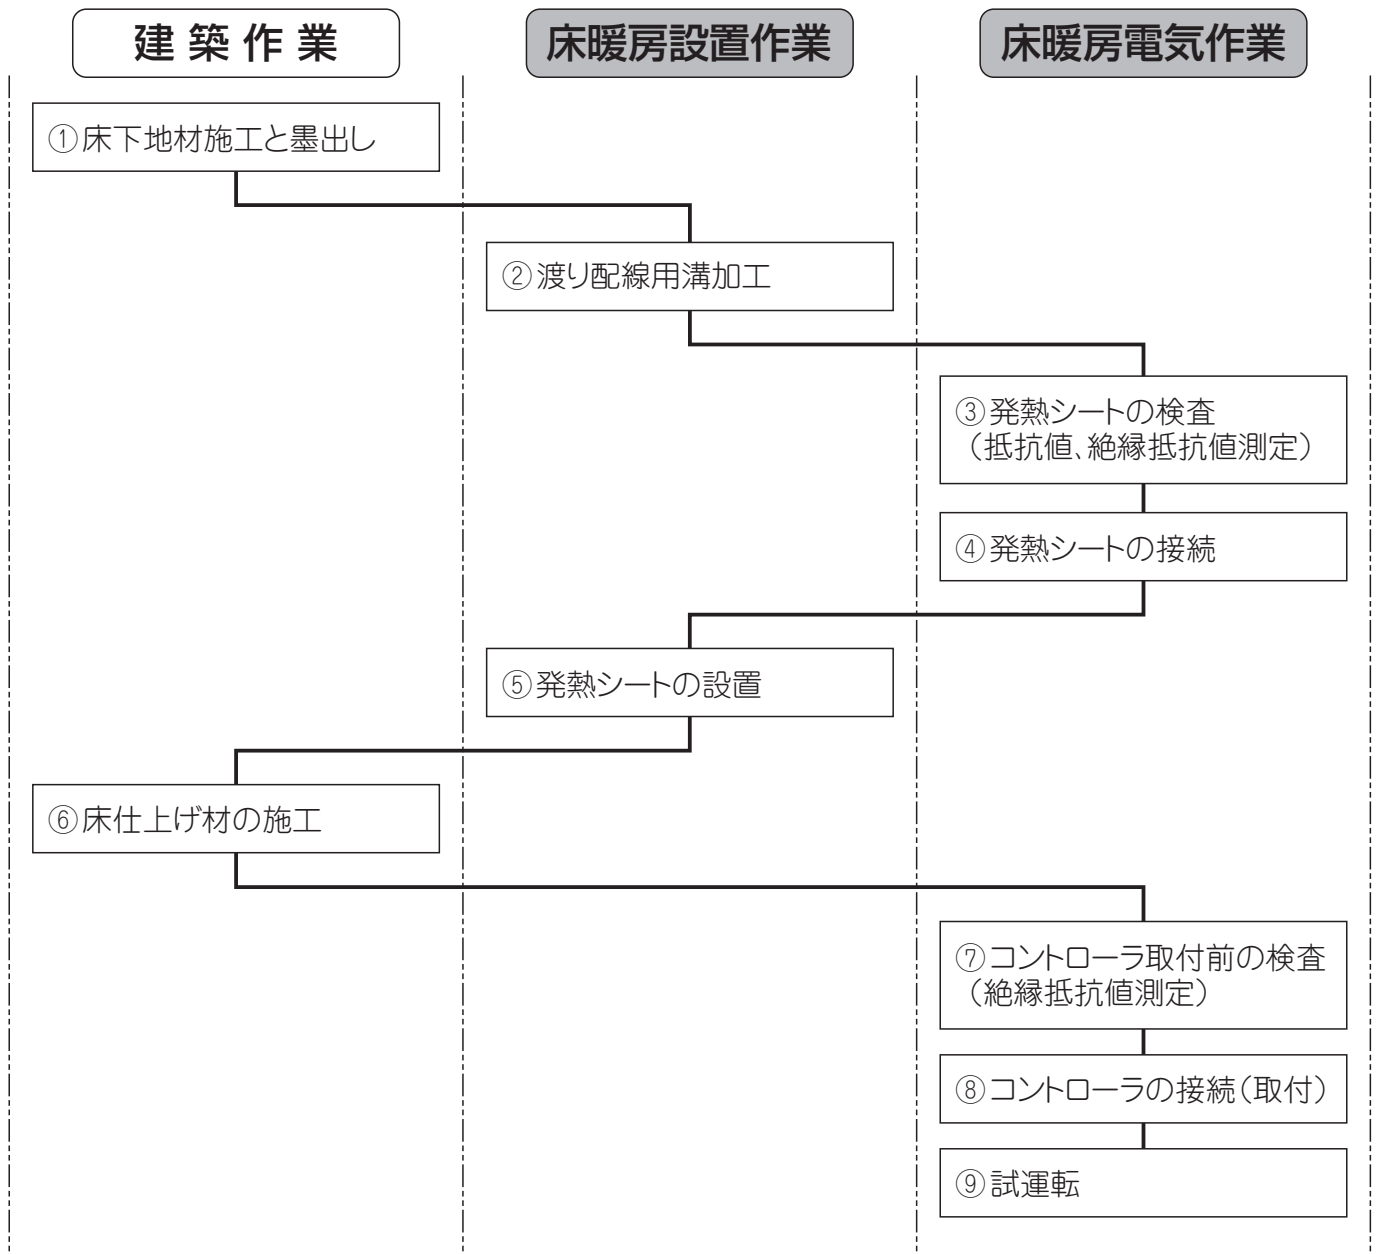 建築作業
床暖房設置作業
床暖房電気作業
①床下地材施工と墨出し
②渡り配線用溝加工
③発熱シートの検査
（抵抗値、絶縁抵抗値測定）
④発熱シートの接続
⑤発熱シートの設置
⑥床仕上げ材の施工
⑦コントローラ取付前の検査
（絶縁抵抗値測定）
⑧コントローラの接続（取付）
⑨試運転